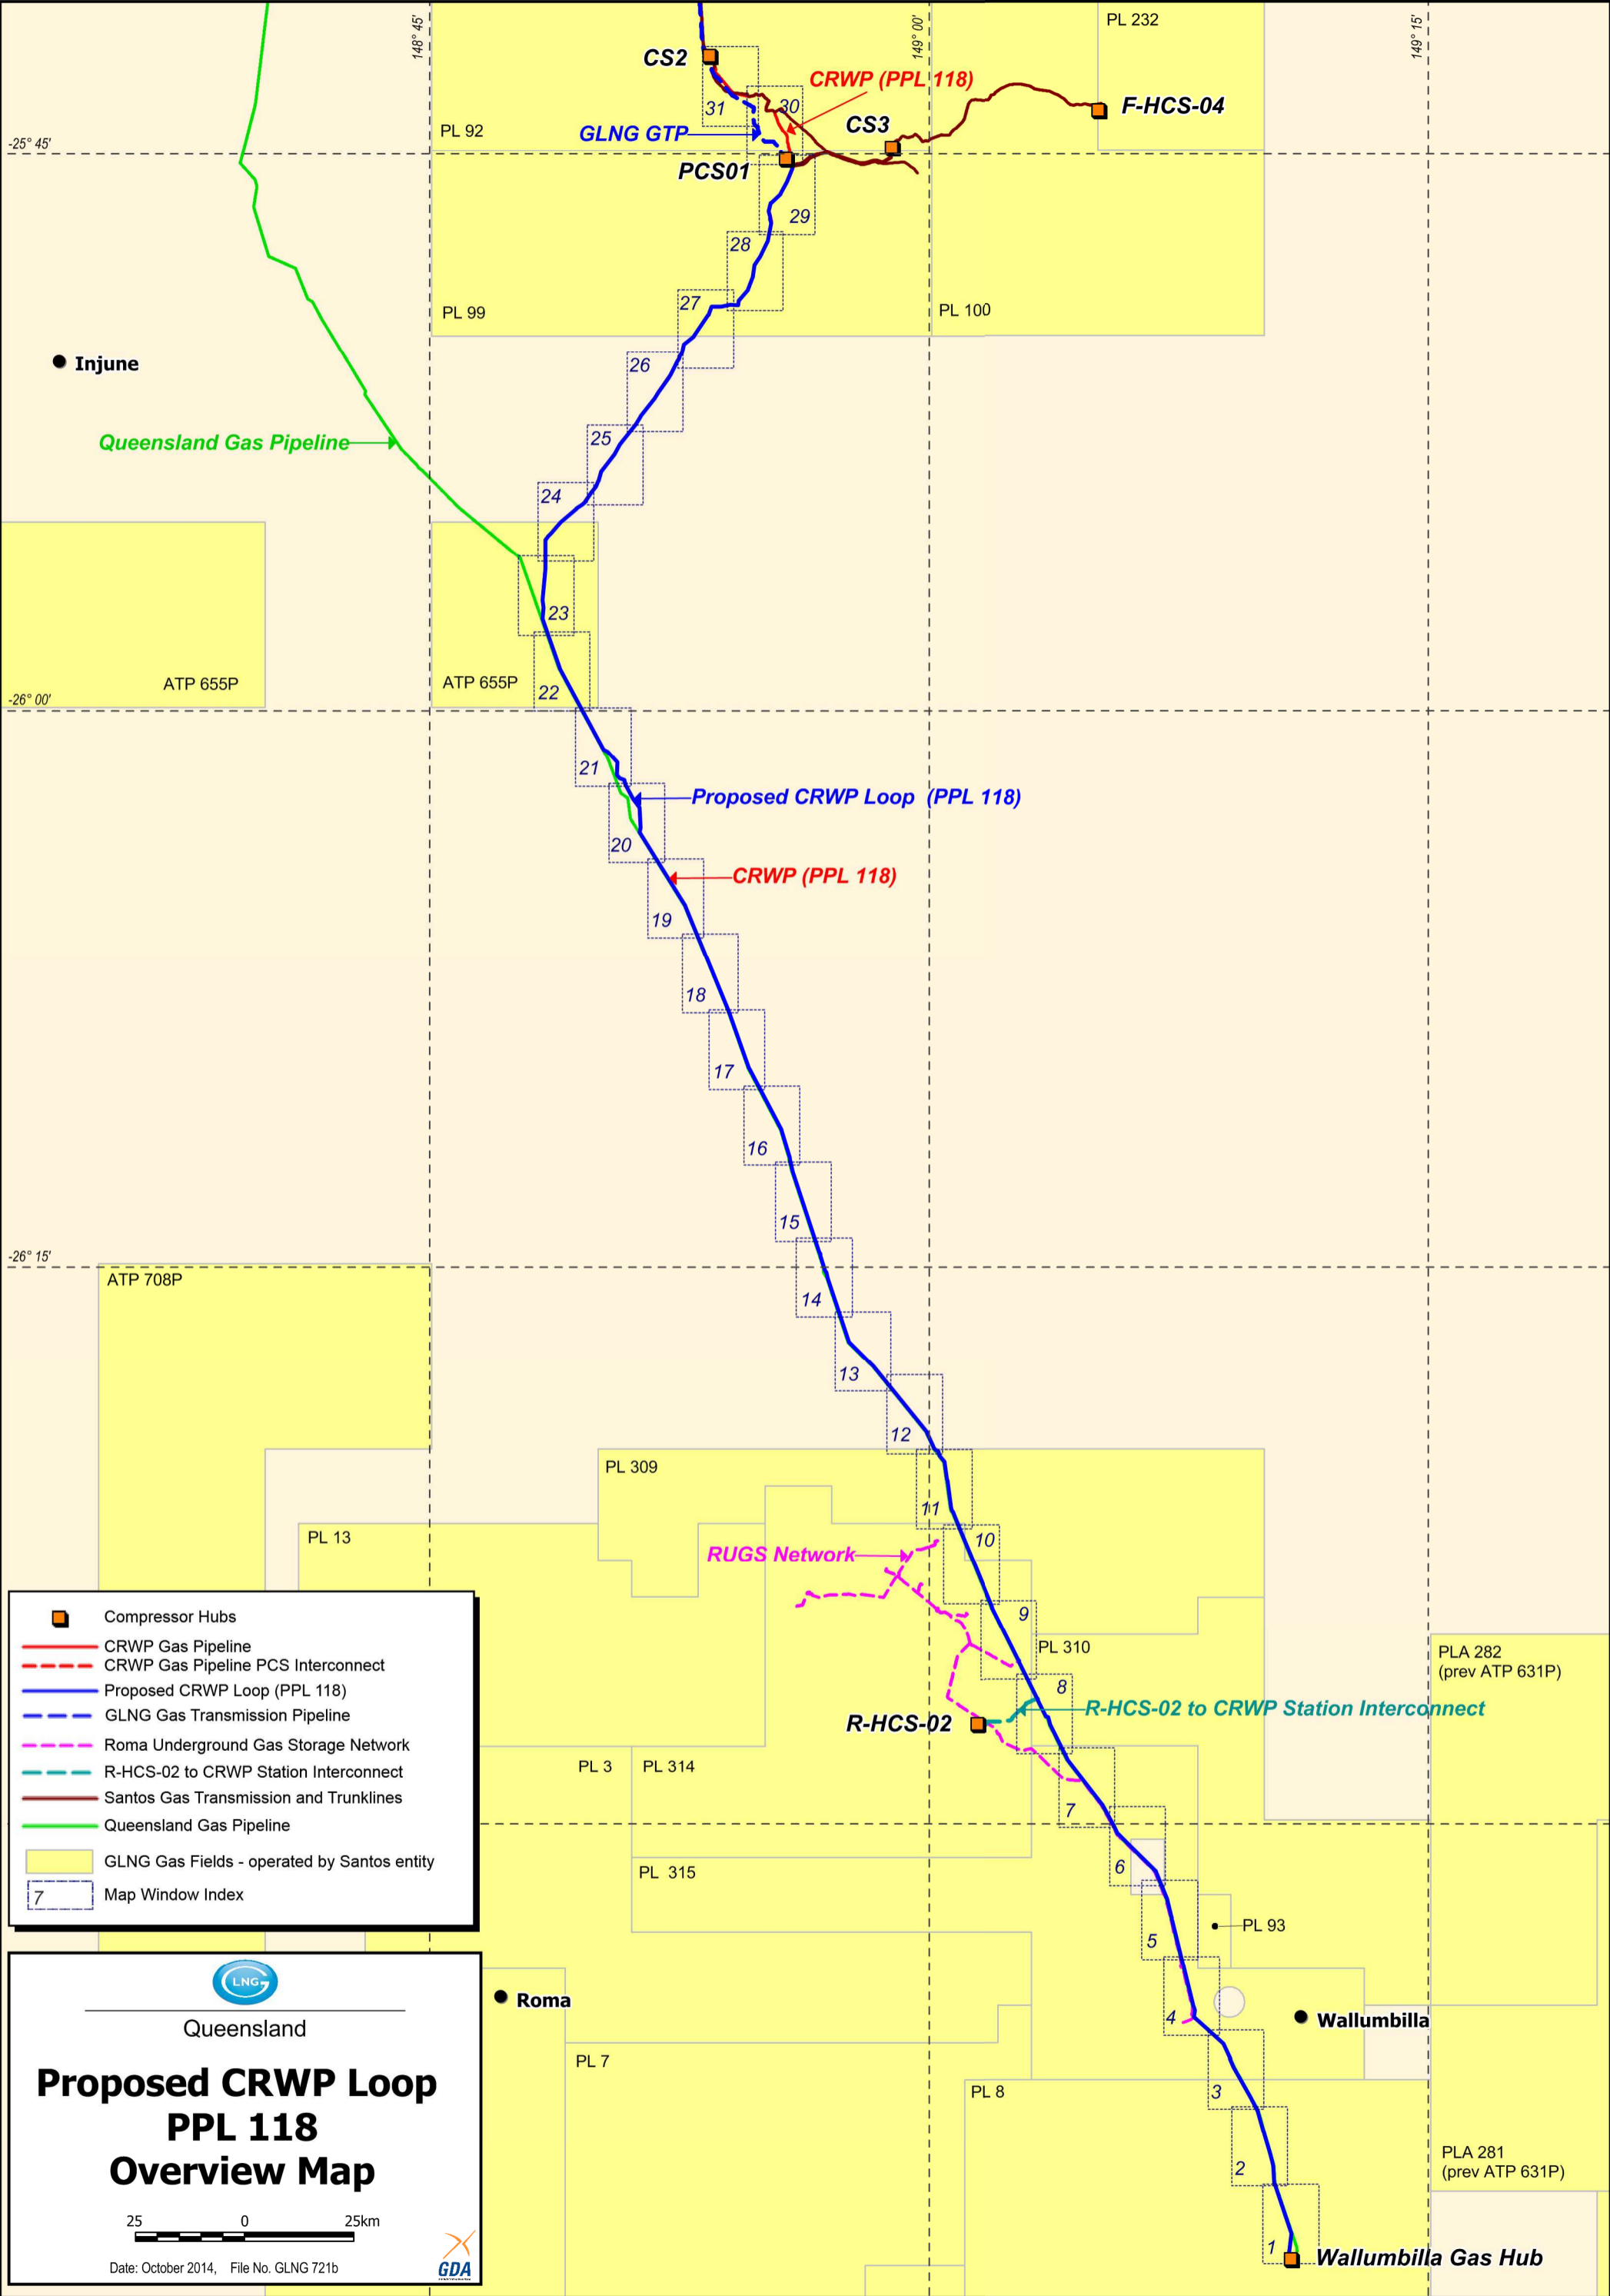 148° 45'
149° 00'
149° 15'
PL 232
CS2
CRWP (PPL 118)
F-HCS-04
31
30
CS3
PL 92
GLNG GTP
-25° 45'
PCS01
29
28
27
PL 99
PL 100
Injune
26
Queensland Gas Pipeline
25
24
23
ATP 655P
ATP 655P
22
-26° 00'
21
Proposed CRWP Loop (PPL 118)
20
CRWP (PPL 118)
19
18
17
16
15
-26° 15'
ATP 708P
14
13
12
PL 309
11
PL 13
10
RUGS Network
9
PL 310
PLA 282
(prev ATP 631P)
8
R-HCS-02 to CRWP Station Interconnect
R-HCS-02
PL 3
PL 314
7
6
PL 315
5
PL 93
Roma
4
Wallumbilla
PL 7
3
PL 8
2
PLA 281
(prev ATP 631P)
1
Wallumbilla Gas Hub
Compressor Hubs
CRWP Gas Pipeline
CRWP Gas Pipeline PCS Interconnect
Proposed CRWP Loop (PPL 118)
GLNG Gas Transmission Pipeline
Roma Underground Gas Storage Network
R-HCS-02 to CRWP Station Interconnect
Santos Gas Transmission and Trunklines
Queensland Gas Pipeline
GLNG Gas Fields - operated by Santos entity
7 Map Window Index
GLNG
Queensland
Proposed CRWP Loop
PPL 118
Overview Map
25 0 25km
Date: October 2014, File No. GLNG 721b
GDA